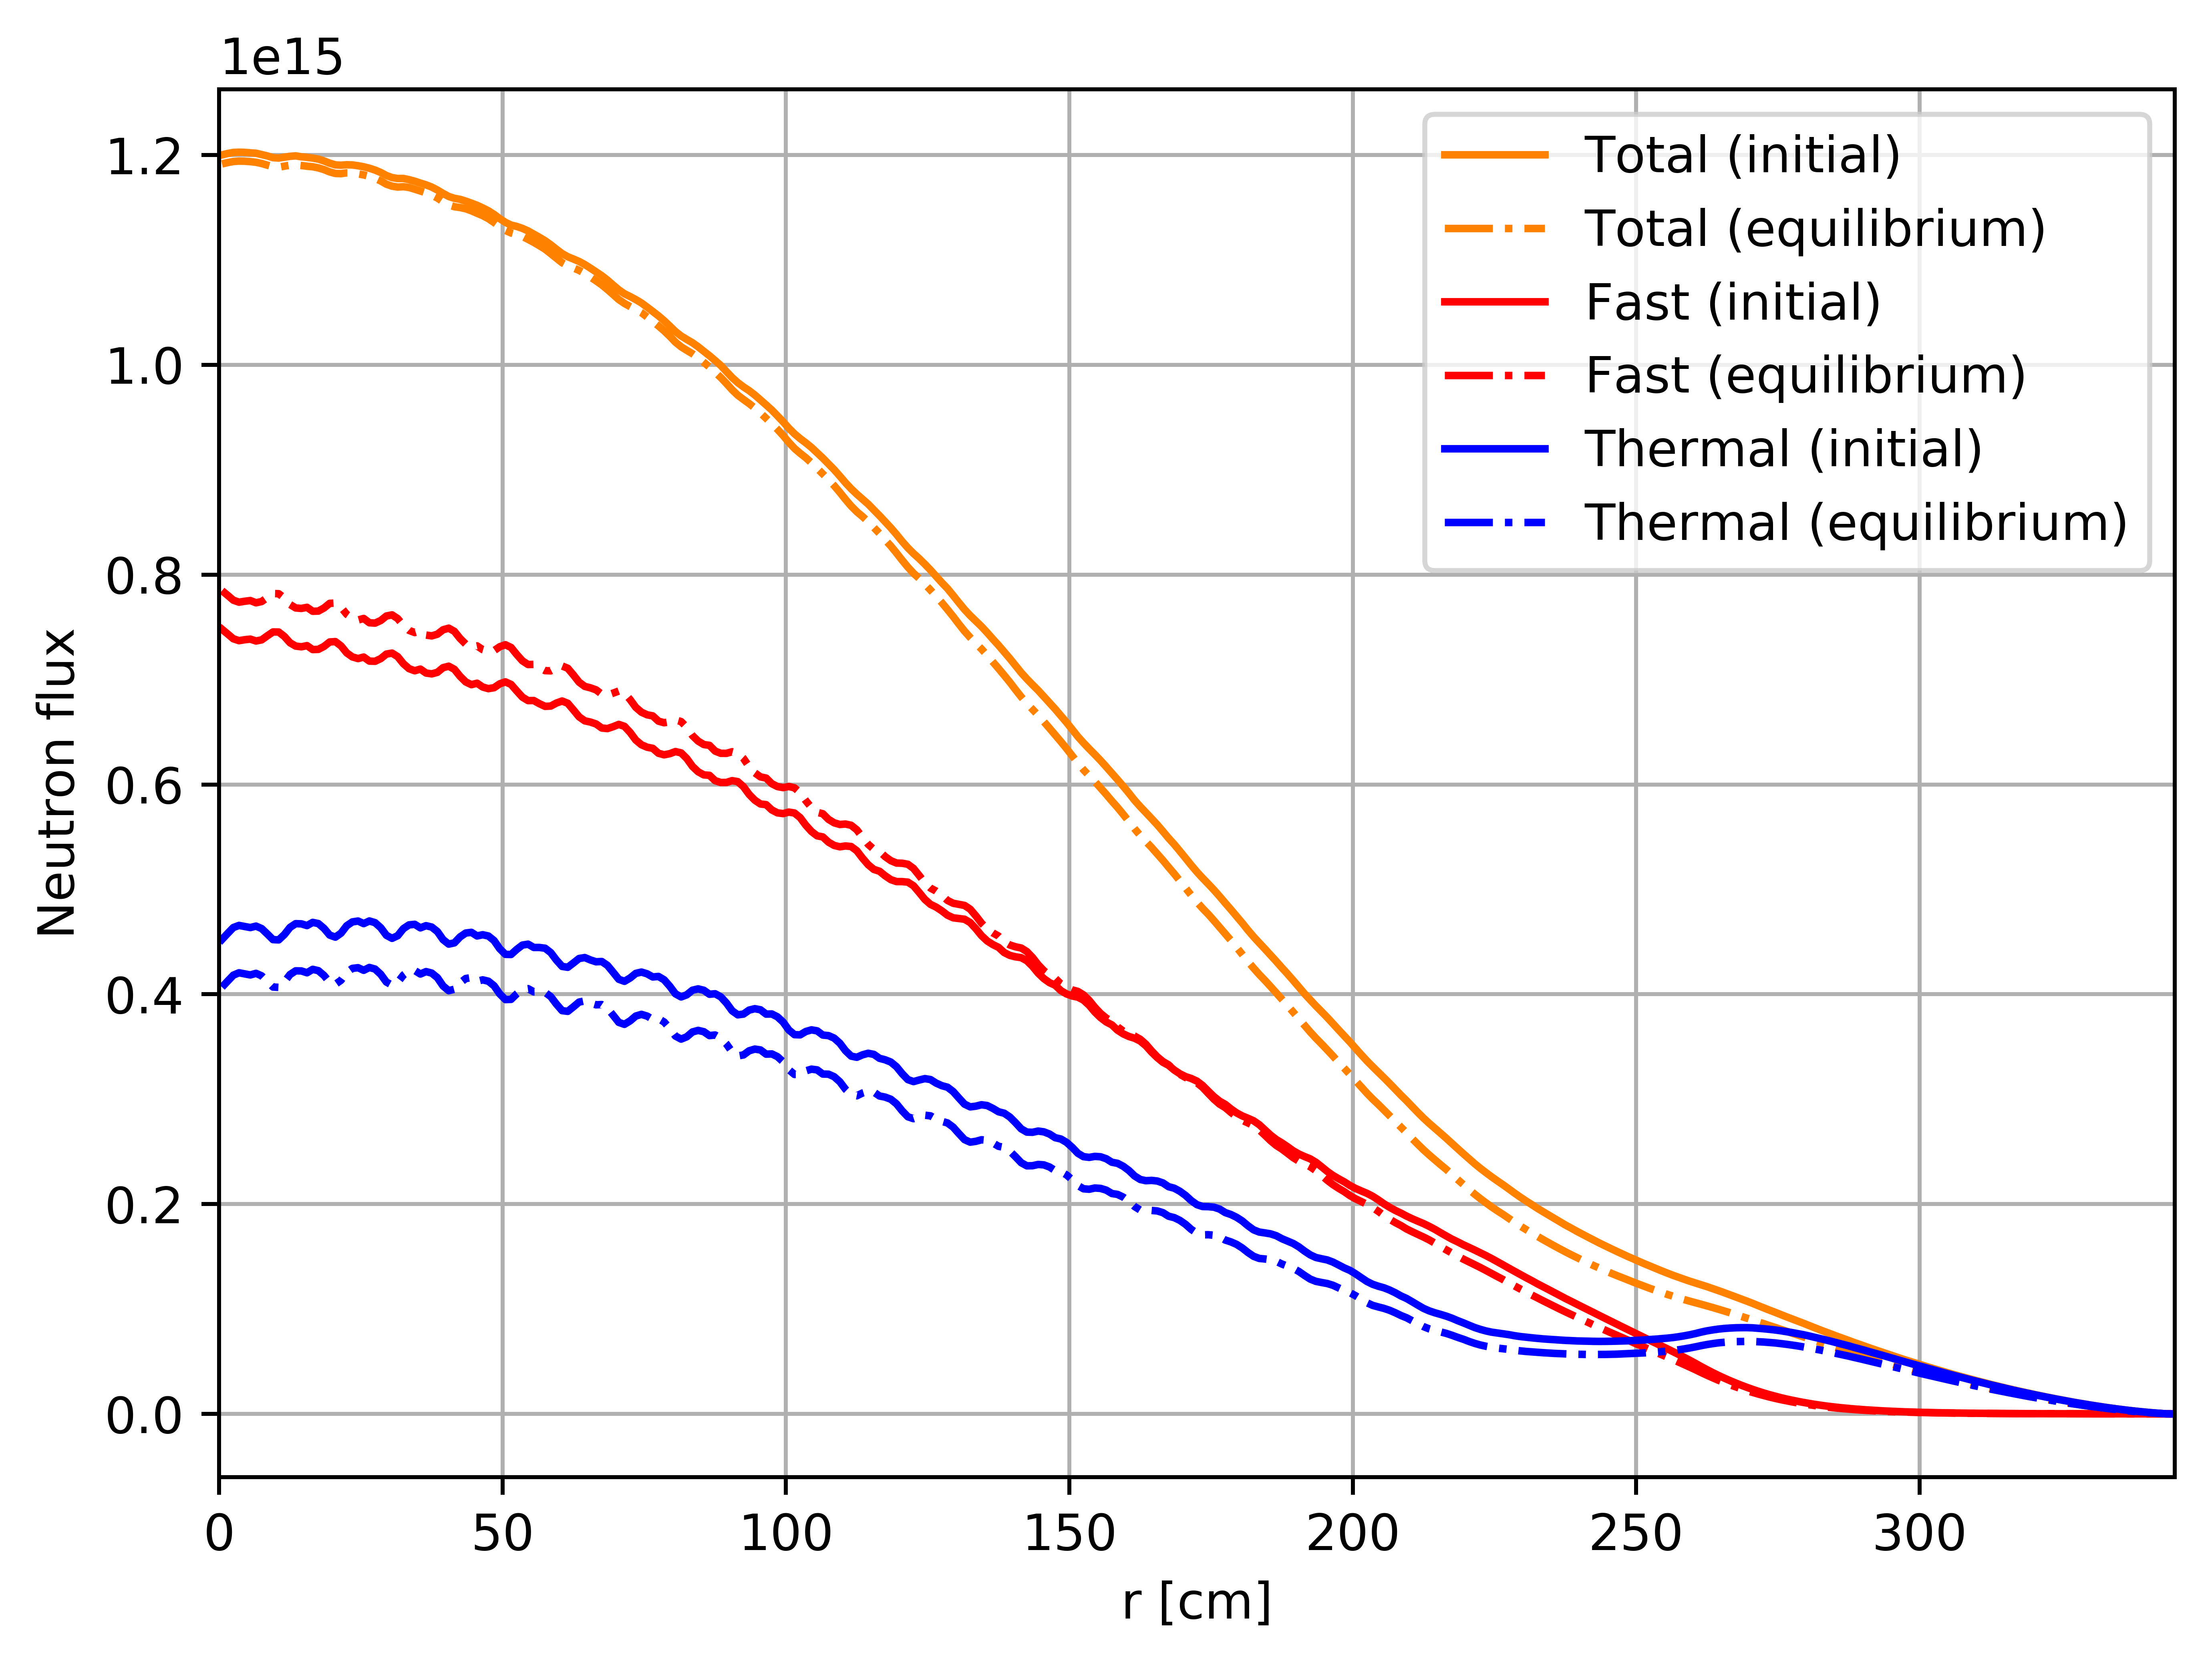 1e15
1.2
1.0
0.8
0.6
0.4
0.2
0.0
Neutron flux
Total (initial)
Total (equilibrium)
Fast (initial)
Fast (equilibrium)
Thermal (initial)
Thermal (equilibrium)
0 50 100 150 200 250 300
r [cm]